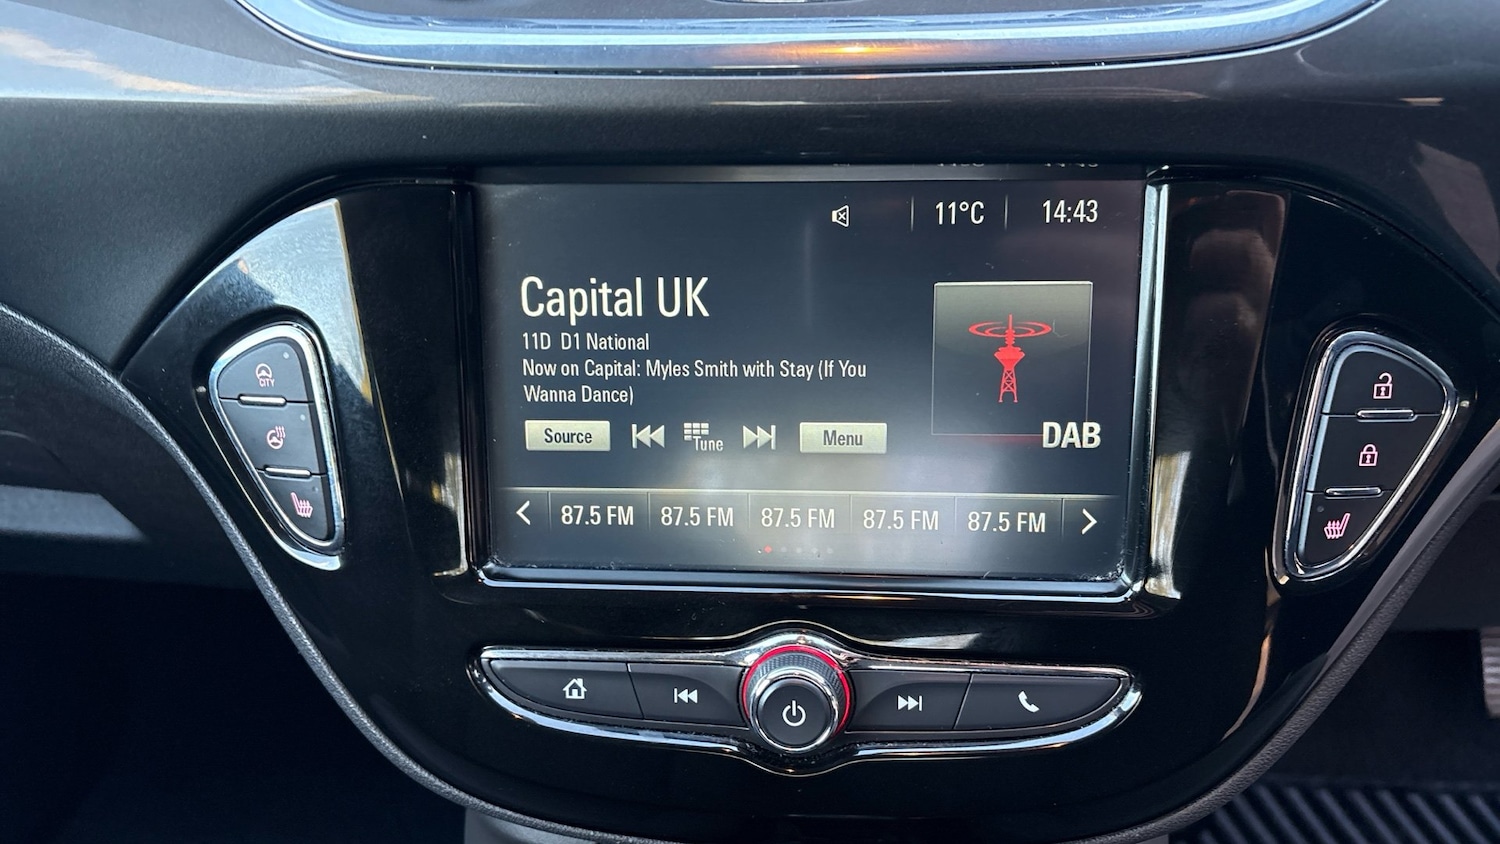 11°C 14:43
Capital UK
11D D1 National
Now on Capital: Myles Smith with Stay (If You
Wanna Dance)
DAB
Source Tune Menu
87.5 FM 87.5 FM 87.5 FM 87.5 FM 87.5 FM
CITY